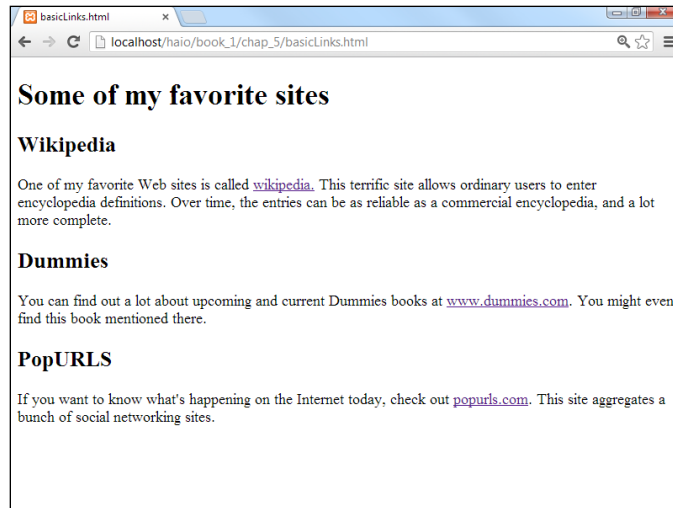 basicLinks.html
localhost/haio/book_1/chap_5/basicLinks.html
Some of my favorite sites
Wikipedia
One of my favorite Web sites is called wikipedia. This terrific site allows ordinary users to enter
encyclopedia definitions. Over time, the entries can be as reliable as a commercial encyclopedia, and a lot
more complete.
Dummies
You can find out a lot about upcoming and current Dummies books at www.dummies.com. You might even
find this book mentioned there.
PopURLS
If you want to know what's happening on the Internet today, check out popurls.com. This site aggregates a
bunch of social networking sites.